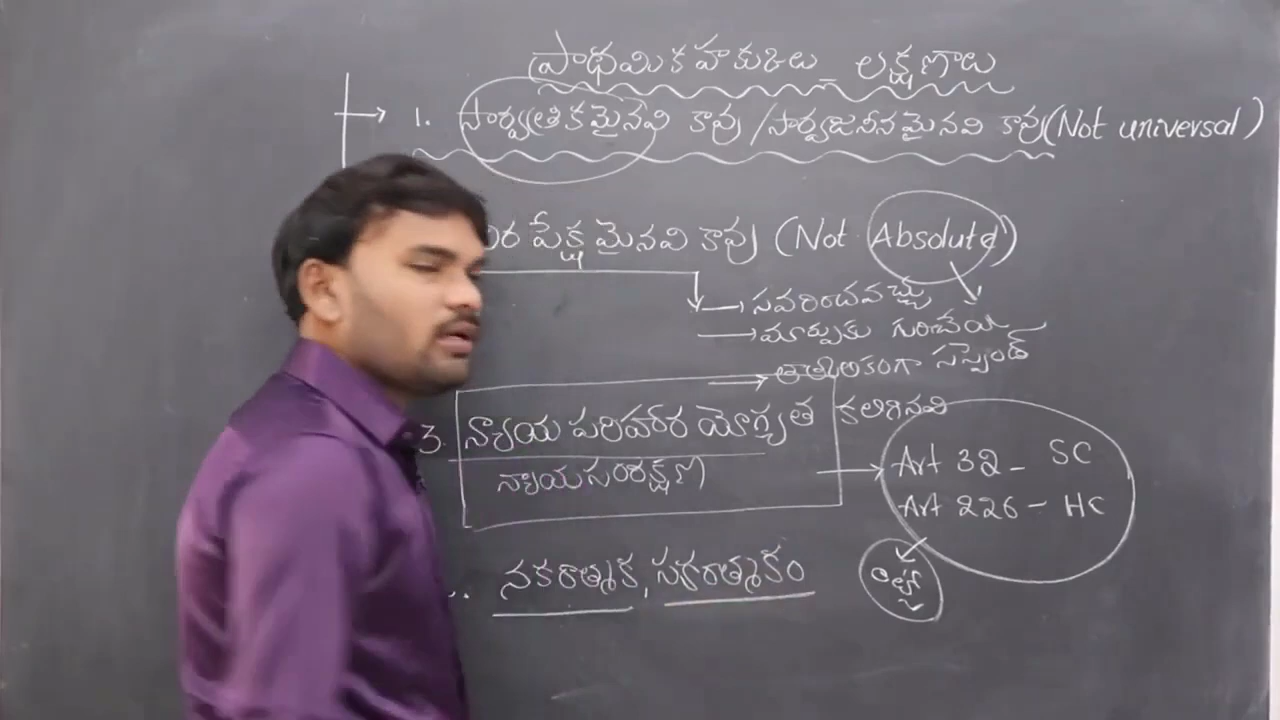 ప్రాథమిక హక్కులు - లక్షణాలు
1. సార్వత్రికమైనవి కావు / సార్వజనీనమైనవి కావు (Not universal)
పేక్షమైనవి కావు (Not Absolute)
→ సవరించవచ్చు
→ మార్పుకు గురిచేయ
→ తాత్కాలికంగా సస్పెండ్
3. న్యాయ పరిహార యోగ్యత కలిగినవి
న్యాయసంరక్షణ)
→ Art 32 - SC
Art 226 - HC
నకరాత్మక, సకారాత్మకం